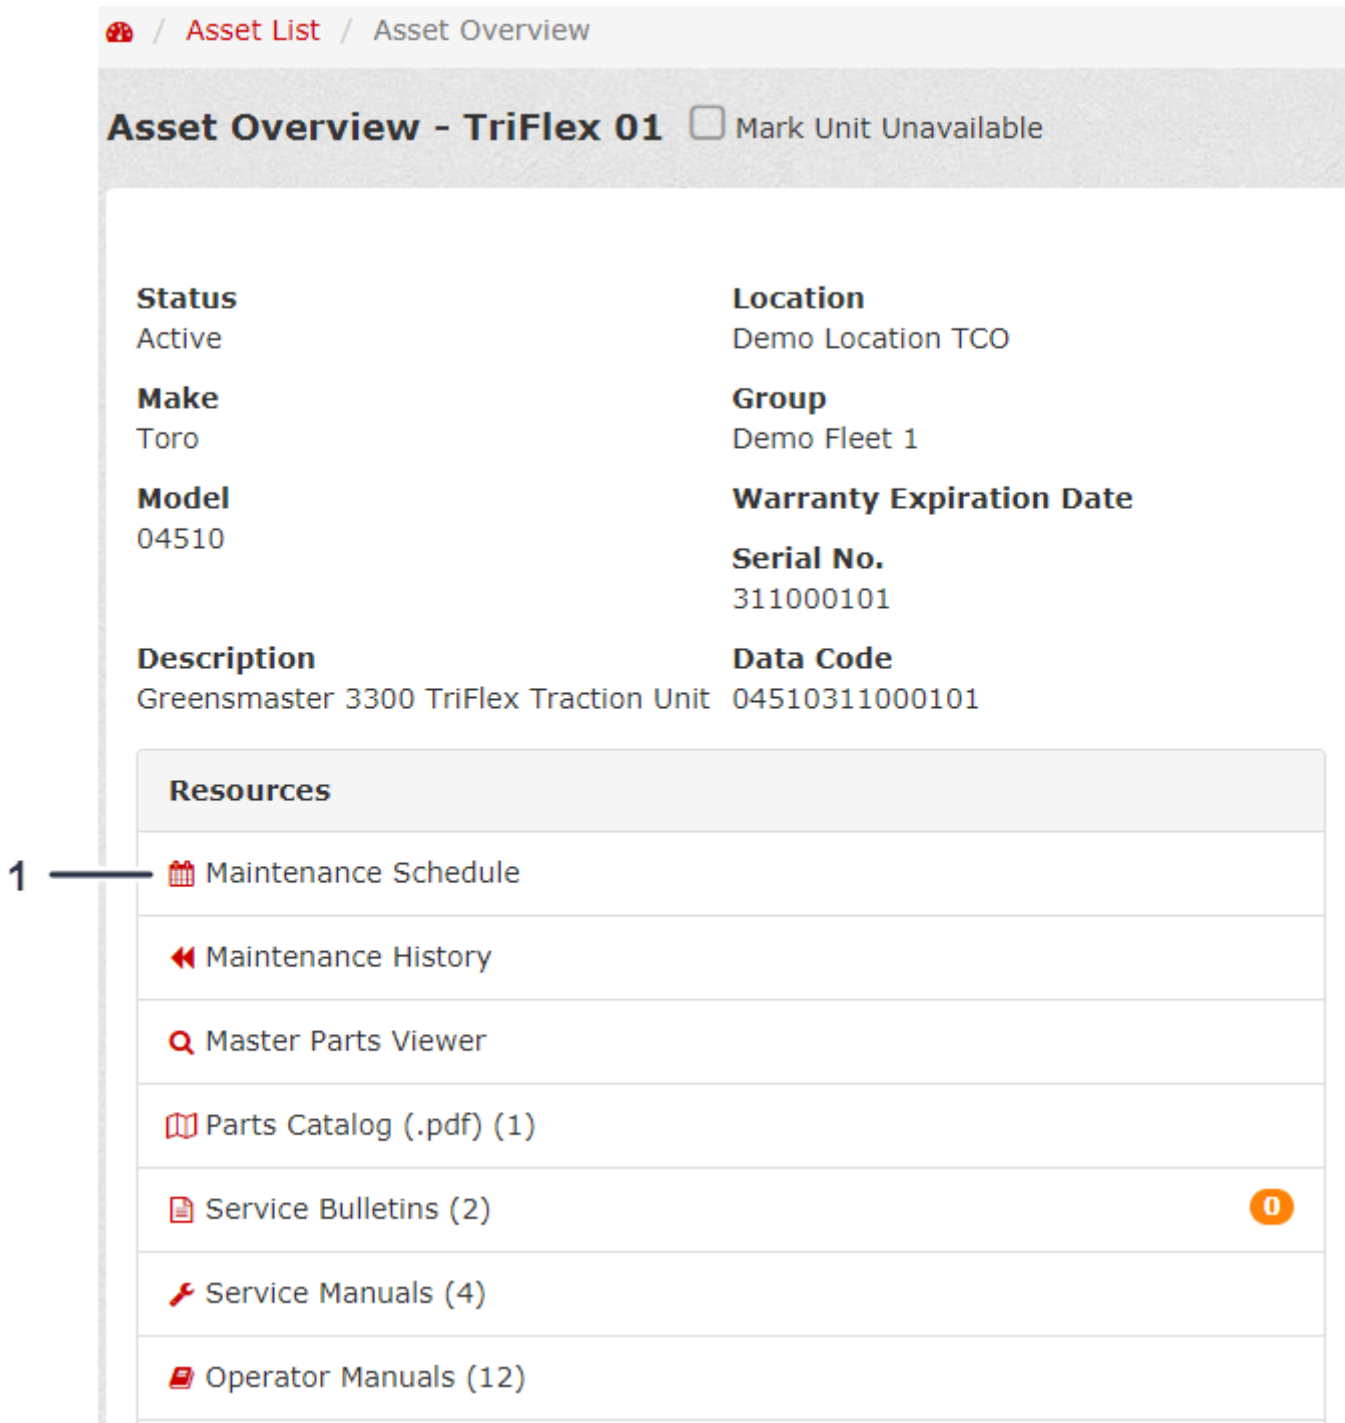 / Asset List / Asset Overview
Asset Overview - TriFlex 01 Mark Unit Unavailable
Status
Active
Location
Demo Location TCO
Make
Toro
Group
Demo Fleet 1
Model
04510
Warranty Expiration Date
Serial No.
311000101
Description
Greensmaster 3300 TriFlex Traction Unit
Data Code
04510311000101
Resources
1
Maintenance Schedule
Maintenance History
Master Parts Viewer
Parts Catalog (.pdf) (1)
Service Bulletins (2) 0
Service Manuals (4)
Operator Manuals (12)